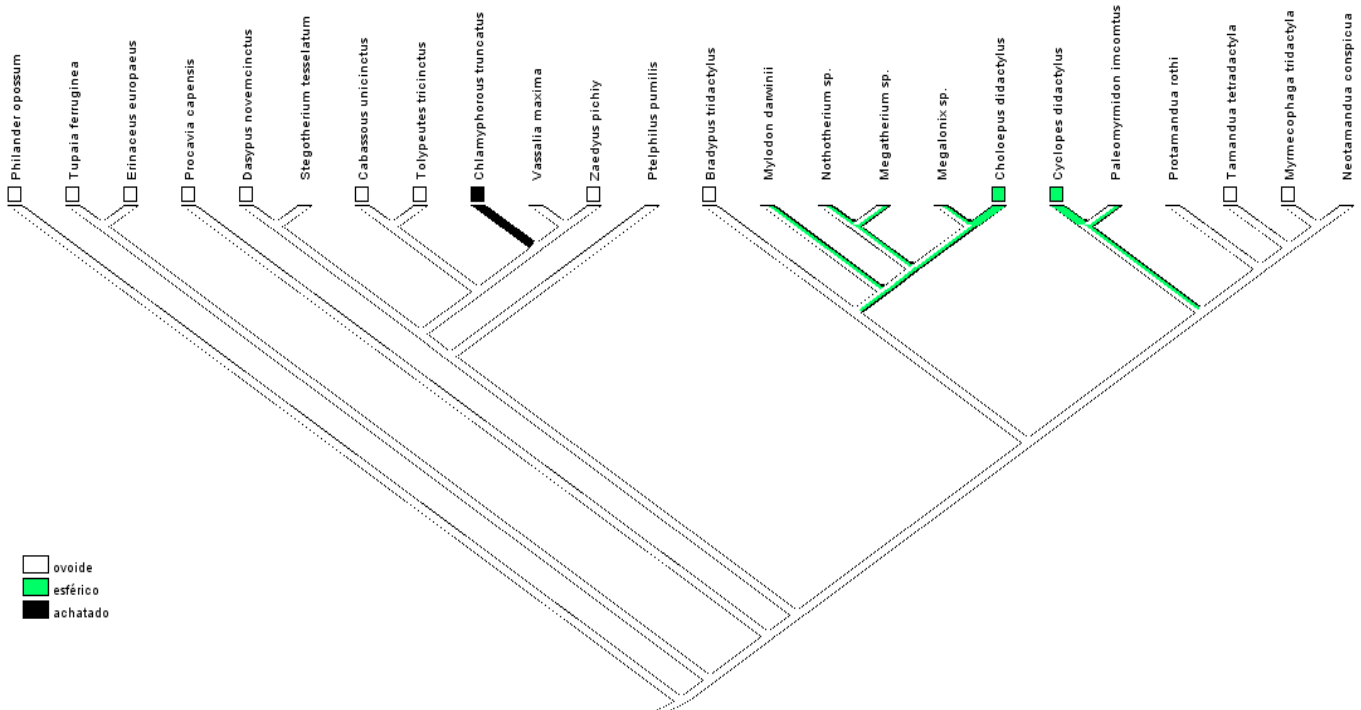 Philander opossum
Tupaia ferruginea
Erinaceus europaeus
Procavia capensis
Dasypus novemcinctus
Stegotherium tesselatum
Cabassous unicinctus
Tolypeutes tricinctus
Chlamyphorous truncatus
Vassalia maxima
Zaedyus pichiy
Ptelphilus pumilis
Bradypus tridactylus
Mylodon darwinii
Nothotherium sp.
Megatherium sp.
Megalonix sp.
Choloepus didactylus
Cyclopes didactylus
Paleomyrmidon imcomtus
Protamandua rothi
Tamandua tetradactyla
Myrmecophaga tridactyla
Neotamandua conspicua
ovoide
esférico
achatado